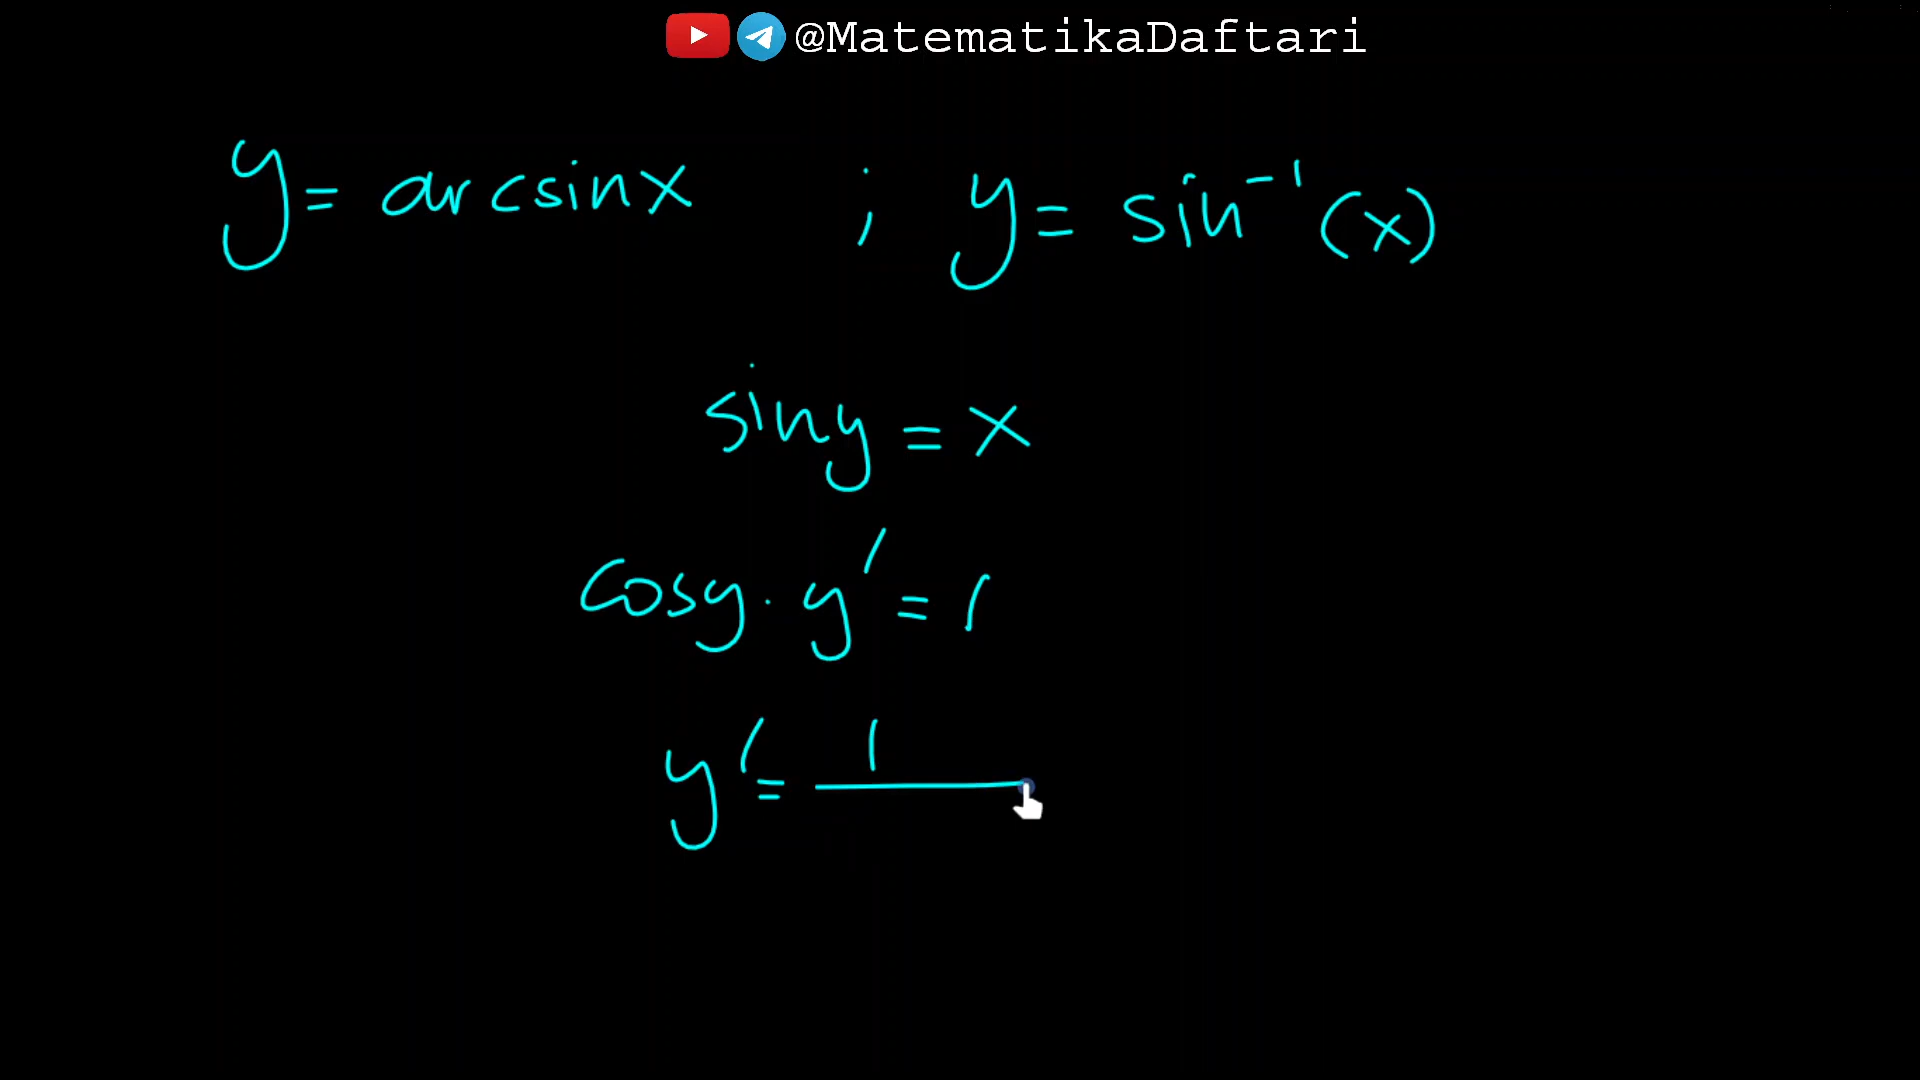 @MatematikaDaftari
y = arcsinx ; y = sin⁻¹(x)
siny = x
cosy · y′ = 1
y′ = 1/